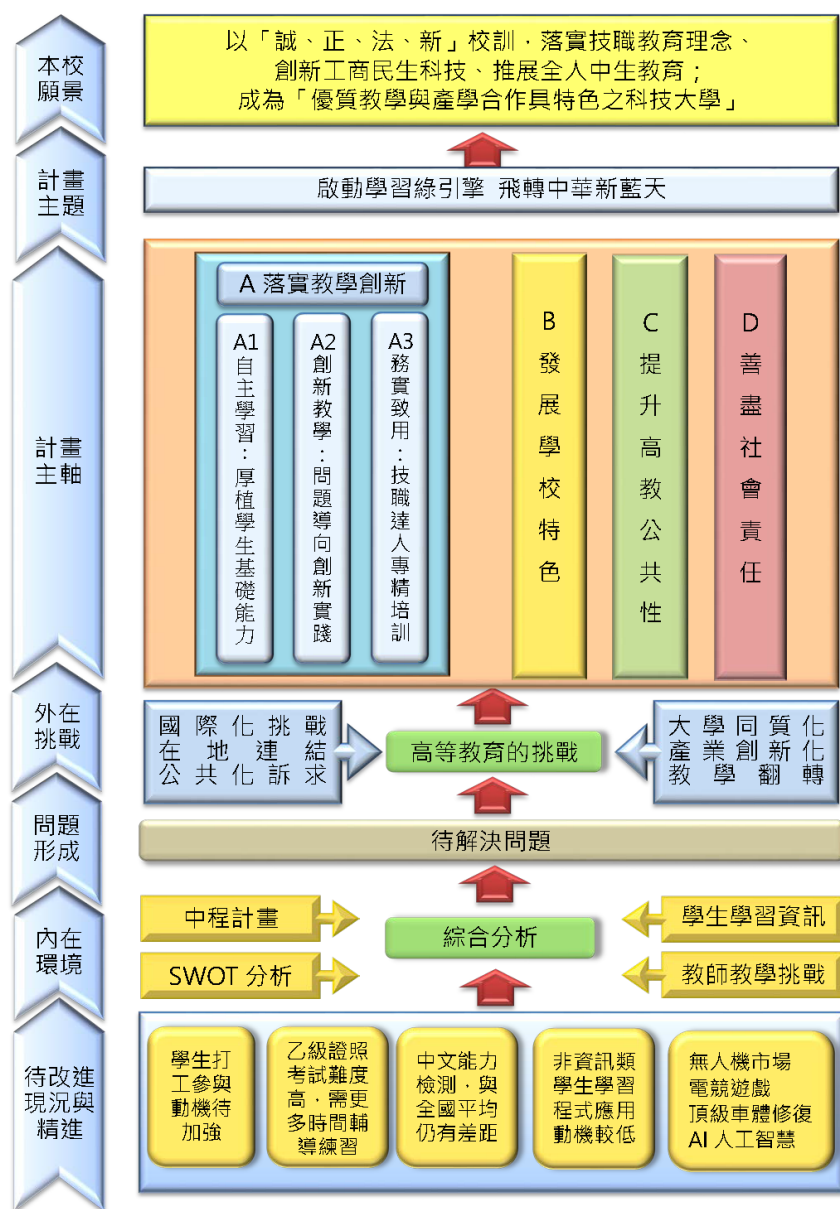 本校
願景
以「誠、正、法、新」校訓，落實技職教育理念、
創新工商民生科技、推展全人中生教育；
成為「優質教學與產學合作具特色之科技大學」
計畫
主題
啟動學習綠引擎 飛轉中華新藍天
計畫
主軸
A 落實教學創新
A1 自主學習：厚植學生基礎能力
A2 創新教學：問題導向創新實踐
A3 務實致用：技職達人專精培訓
B 發展學校特色
C 提升高教公共性
D 善盡社會責任
外在
挑戰
國際化挑戰
在地連結
公共化訴求
高等教育的挑戰
大學同質化
產業創新化
教學翻轉
問題
形成
待解決問題
內在
環境
中程計畫
SWOT 分析
綜合分析
學生學習資訊
教師教學挑戰
待改進
現況與
精進
學生打
工參與
動機待
加強
乙級證照
考試難度
高，需更
多時間輔
導練習
中文能力
檢測，與
全國平均
仍有差距
非資訊類
學生學習
程式應用
動機較低
無人機市場
電競遊戲
頂級車體修復
AI 人工智慧